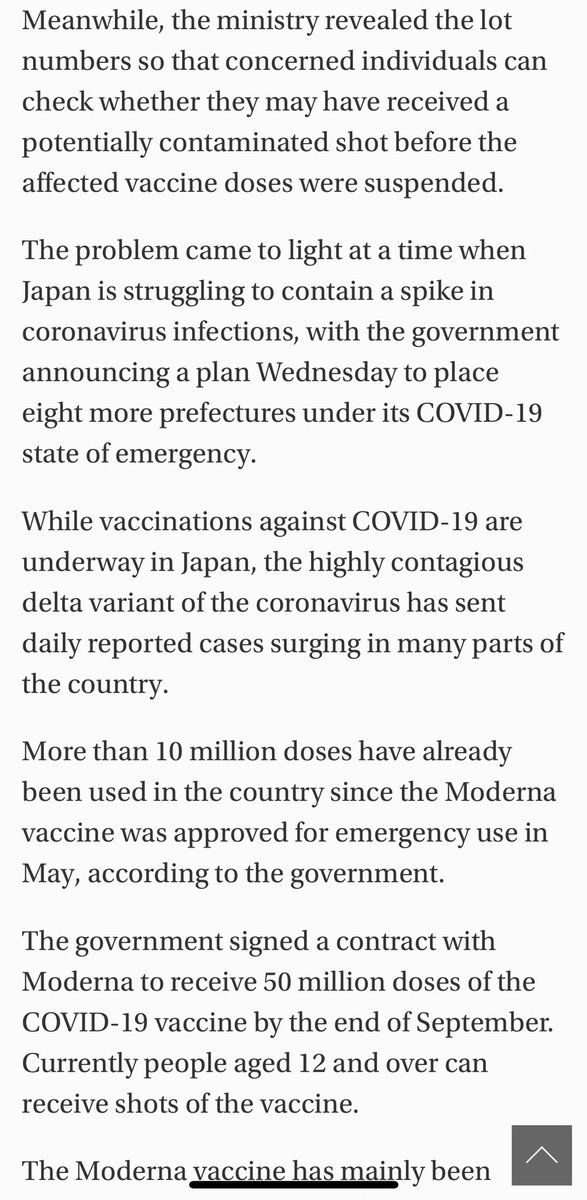 Meanwhile, the ministry revealed the lot
numbers so that concerned individuals can
check whether they may have received a
potentially contaminated shot before the
affected vaccine doses were suspended.
The problem came to light at a time when
Japan is struggling to contain a spike in
coronavirus infections, with the government
announcing a plan Wednesday to place
eight more prefectures under its COVID-19
state of emergency.
While vaccinations against COVID-19 are
underway in Japan, the highly contagious
delta variant of the coronavirus has sent
daily reported cases surging in many parts of
the country.
More than 10 million doses have already
been used in the country since the Moderna
vaccine was approved for emergency use in
May, according to the government.
The government signed a contract with
Moderna to receive 50 million doses of the
COVID-19 vaccine by the end of September.
Currently people aged 12 and over can
receive shots of the vaccine.
The Moderna vaccine has mainly been